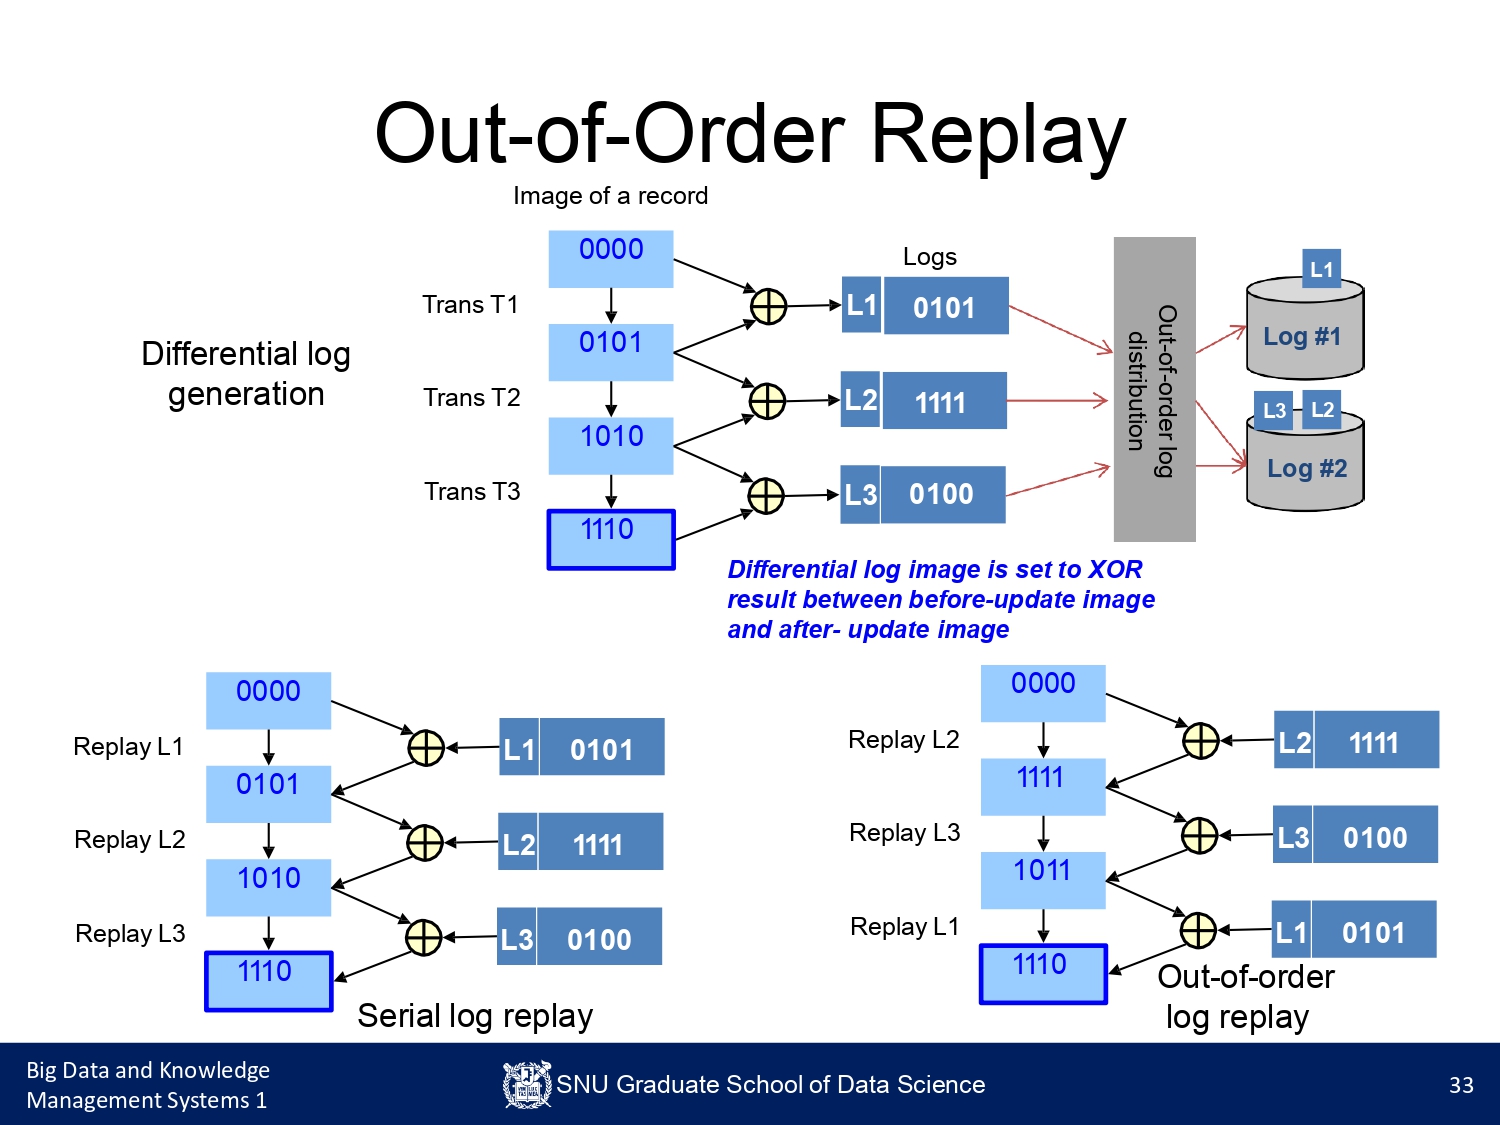 Out-of-Order Replay
Image of a record
0000
Trans T1
0101
Trans T2
1010
Trans T3
1110
Differential log
generation
Logs
L1 0101
L2 1111
L3 0100
Out-of-order log
distribution
L1
Log #1
L3 L2
Log #2
Differential log image is set to XOR
result between before-update image
and after- update image
0000
Replay L1
L1 0101
0101
Replay L2
L2 1111
1010
Replay L3
L3 0100
1110
Serial log replay
0000
Replay L2
L2 1111
1111
Replay L3
L3 0100
1011
Replay L1
L1 0101
1110
Out-of-order
log replay
Big Data and Knowledge
Management Systems 1
SNU Graduate School of Data Science
33